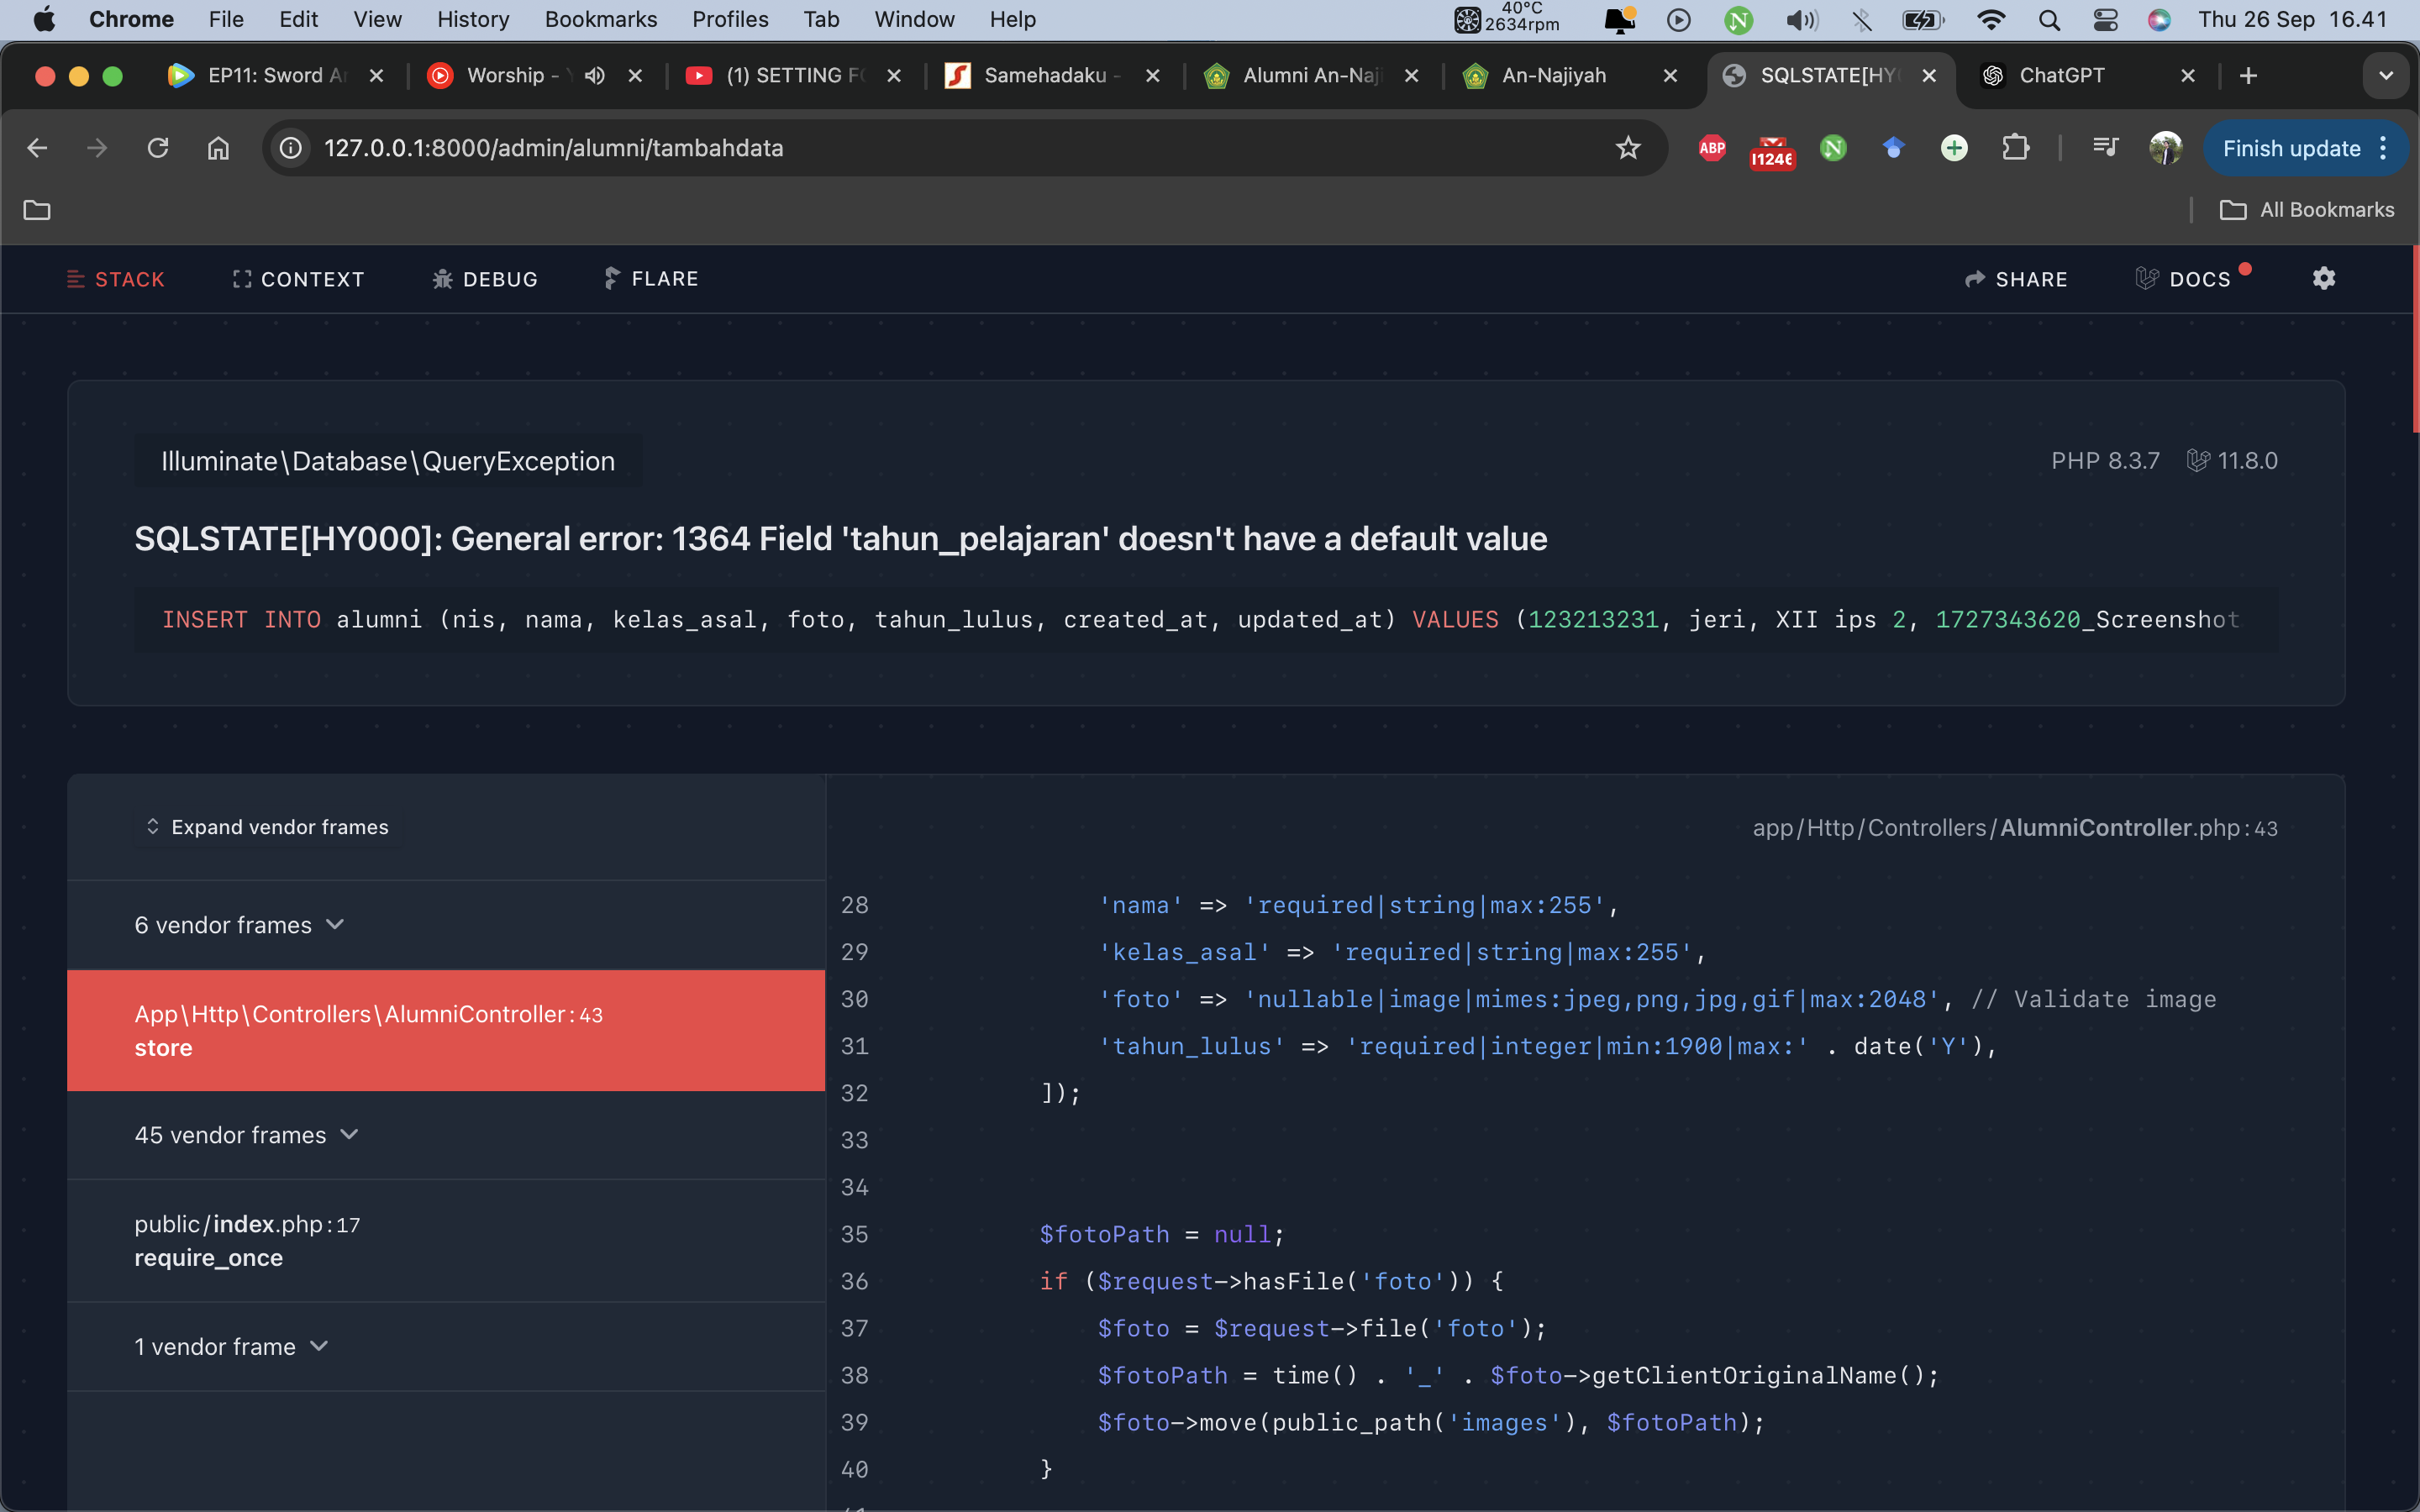 Chrome File Edit View History Bookmarks Profiles Tab Window Help 40°C 2634rpm Thu 26 Sep 16.41
EP11: Sword A Worship - (1) SETTING F Samehadaku - Alumni An-Naj An-Najiyah SQLSTATE[HY ChatGPT
127.0.0.1:8000/admin/alumni/tambahdata ABP Finish update
All Bookmarks
STACK CONTEXT DEBUG FLARE SHARE DOCS
Illuminate\Database\QueryException PHP 8.3.7 11.8.0
SQLSTATE[HY000]: General error: 1364 Field 'tahun_pelajaran' doesn't have a default value
INSERT INTO alumni (nis, nama, kelas_asal, foto, tahun_lulus, created_at, updated_at) VALUES (123213231, jeri, XII ips 2, 1727343620_Screenshot
Expand vendor frames
6 vendor frames
App\Http\Controllers\AlumniController:43
store
45 vendor frames
public/index.php:17
require_once
1 vendor frame
app/Http/Controllers/AlumniController.php:43
28 'nama' => 'required|string|max:255',
29 'kelas_asal' => 'required|string|max:255',
30 'foto' => 'nullable|image|mimes:jpeg,png,jpg,gif|max:2048', // Validate image
31 'tahun_lulus' => 'required|integer|min:1900|max:' . date('Y'),
32 ]);
33
34
35 $fotoPath = null;
36 if ($request->hasFile('foto')) {
37 $foto = $request->file('foto');
38 $fotoPath = time() . '_' . $foto->getClientOriginalName();
39 $foto->move(public_path('images'), $fotoPath);
40 }